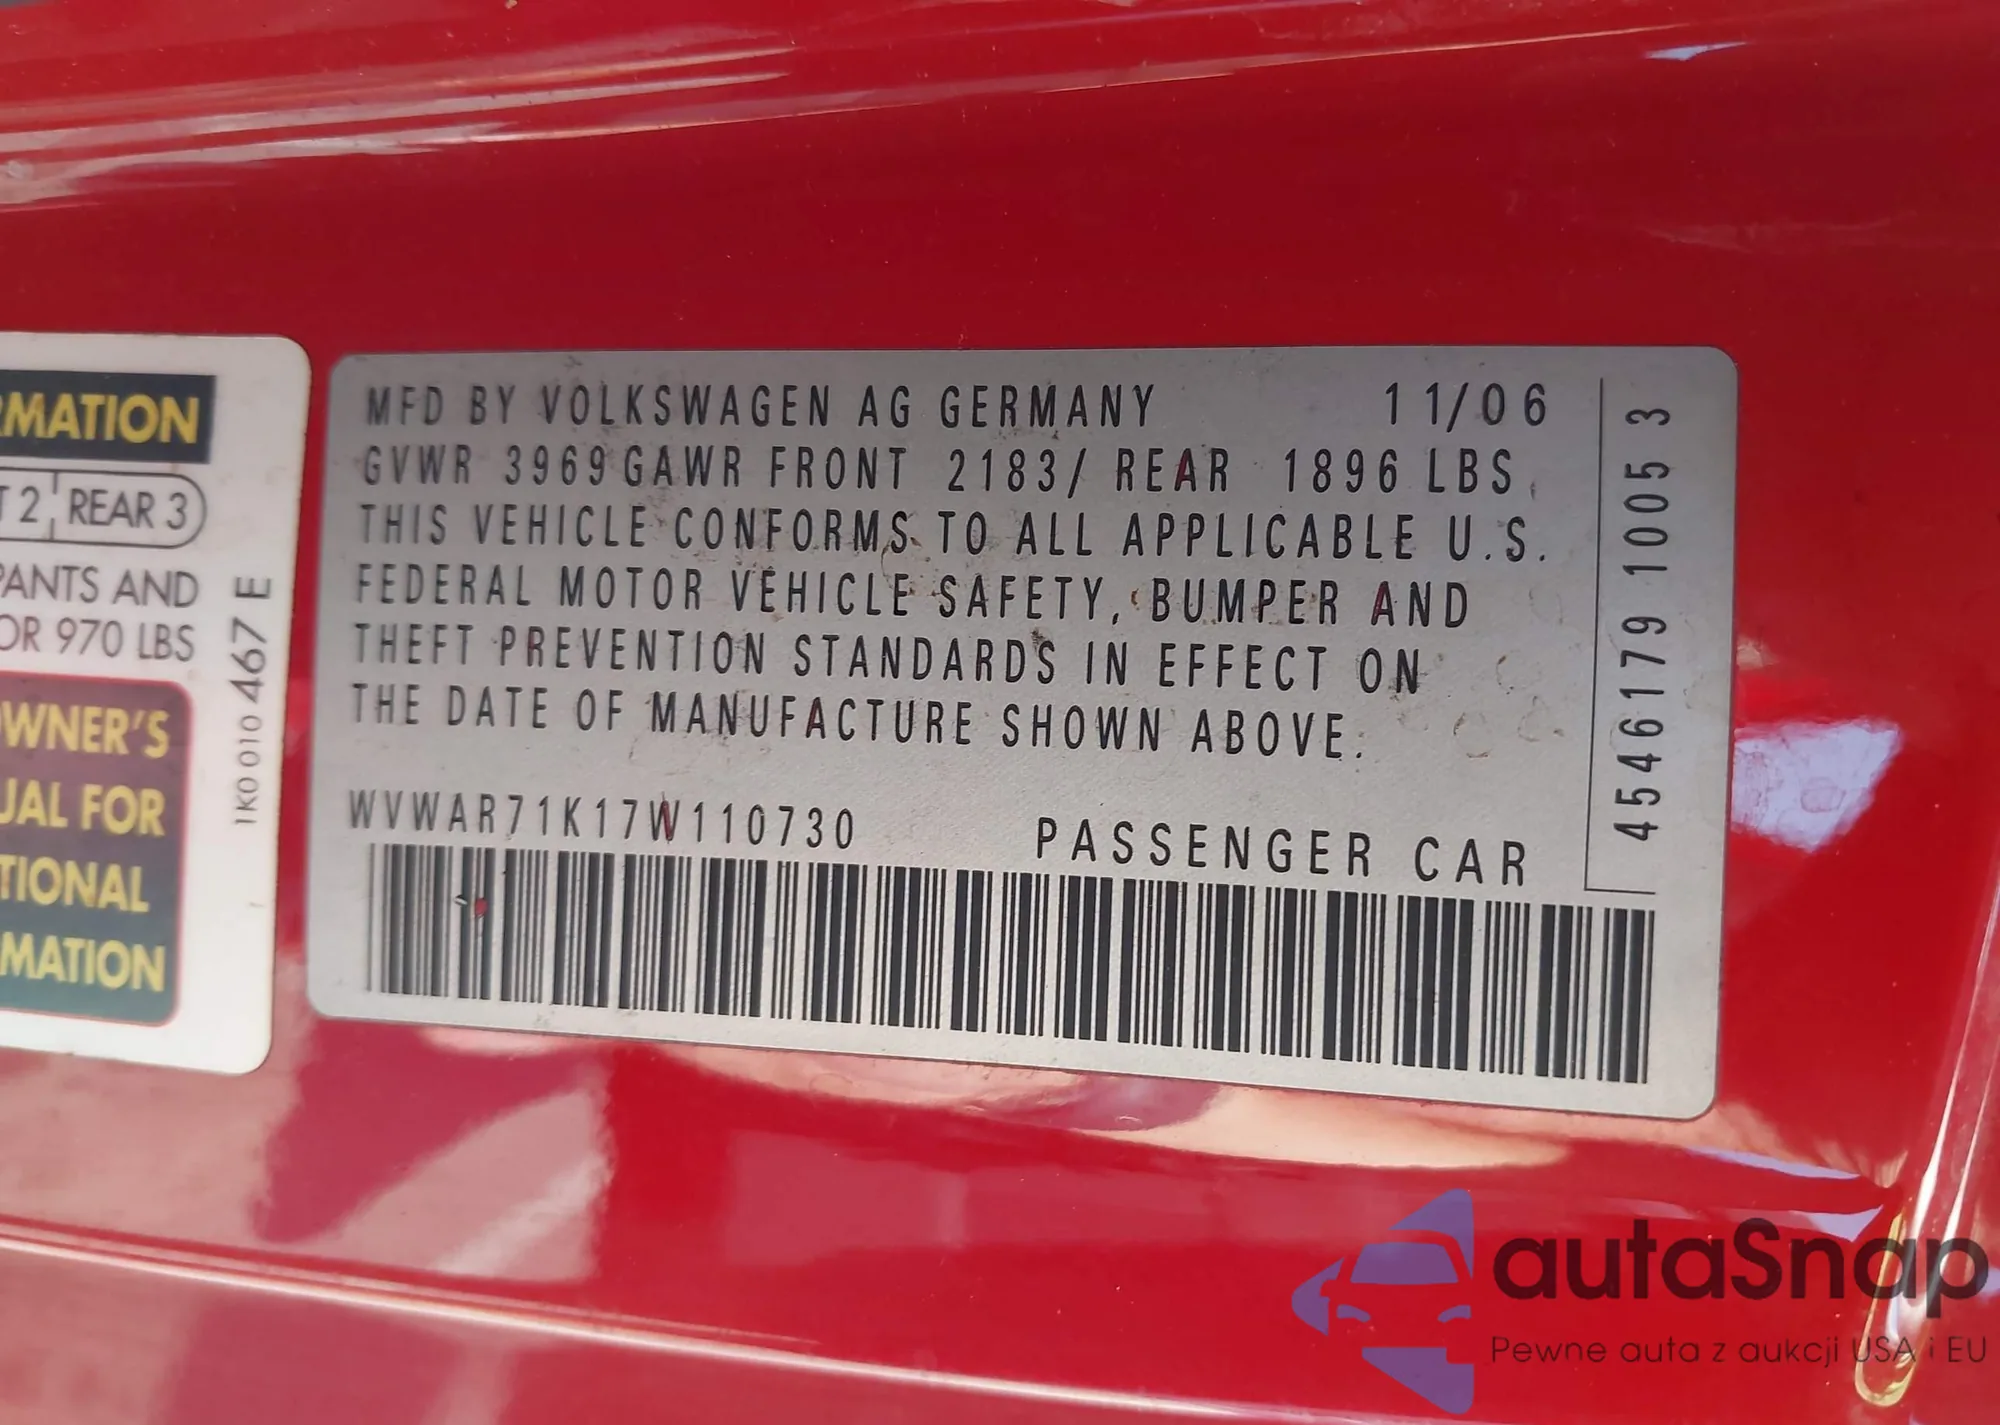 RMATION
T 2 REAR 3
PANTS AND
OR 970 LBS
OWNER'S
UAL FOR
TIONAL
MATION
1K0 010 467 E
MFD BY VOLKSWAGEN AG GERMANY 11/06
GVWR 3969 GAWR FRONT 2183/ REAR 1896 LBS.
THIS VEHICLE CONFORMS TO ALL APPLICABLE U.S.
FEDERAL MOTOR VEHICLE SAFETY, BUMPER AND
THEFT PREVENTION STANDARDS IN EFFECT ON
THE DATE OF MANUFACTURE SHOWN ABOVE.
WVWAR71K17W110730 PASSENGER CAR
4546179 1005 3
autaSnap
Pewne auta z aukcji USA i EU